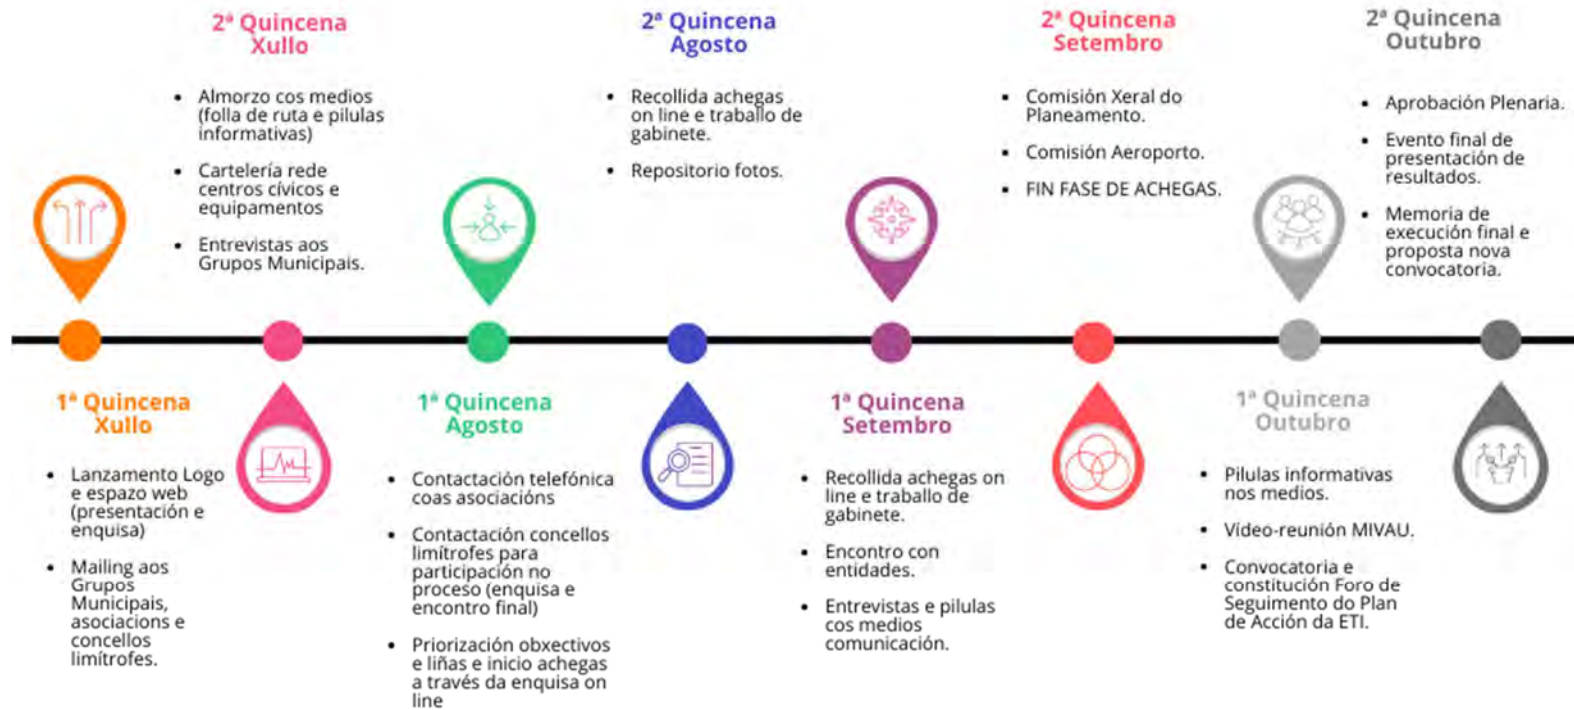 2ª Quincena
Xullo
• Almorzo cos medios
(folla de ruta e pilulas
informativas)
• Cartelería rede
centros cívicos e
equipamentos
• Entrevistas aos
Grupos Municipais.
2ª Quincena
Agosto
• Recollida achegas
on line e traballo de
gabinete.
• Repositorio fotos.
2ª Quincena
Setembro
▪ Comisión Xeral do
Planeamento.
▪ Comisión Aeroporto.
▪ FIN FASE DE ACHEGAS.
2ª Quincena
Outubro
• Aprobación Plenaria.
• Evento final de
presentación de
resultados.
• Memoria de
execución final e
proposta nova
convocatoria.
1ª Quincena
Xullo
• Lanzamento Logo
e espazo web
(presentación e
enquisa)
• Mailing aos
Grupos
Municipais,
asociacions e
concellos
limítrofes.
1ª Quincena
Agosto
• Contactación telefónica
coas asociacións
• Contactación concellos
limítrofes para
participación no
proceso (enquisa e
encontro final)
• Priorización obxectivos
e liñas e inicio achegas
a través da enquisa on
line
1ª Quincena
Setembro
• Recollida achegas on
line e traballo de
gabinete.
• Encontro con
entidades.
• Entrevistas e pilulas
cos medios
comunicación.
1ª Quincena
Outubro
• Pilulas informativas
nos medios.
• Vídeo-reunión MIVAU.
• Convocatoria e
constitución Foro de
Seguimento do Plan
de Acción da ETI.